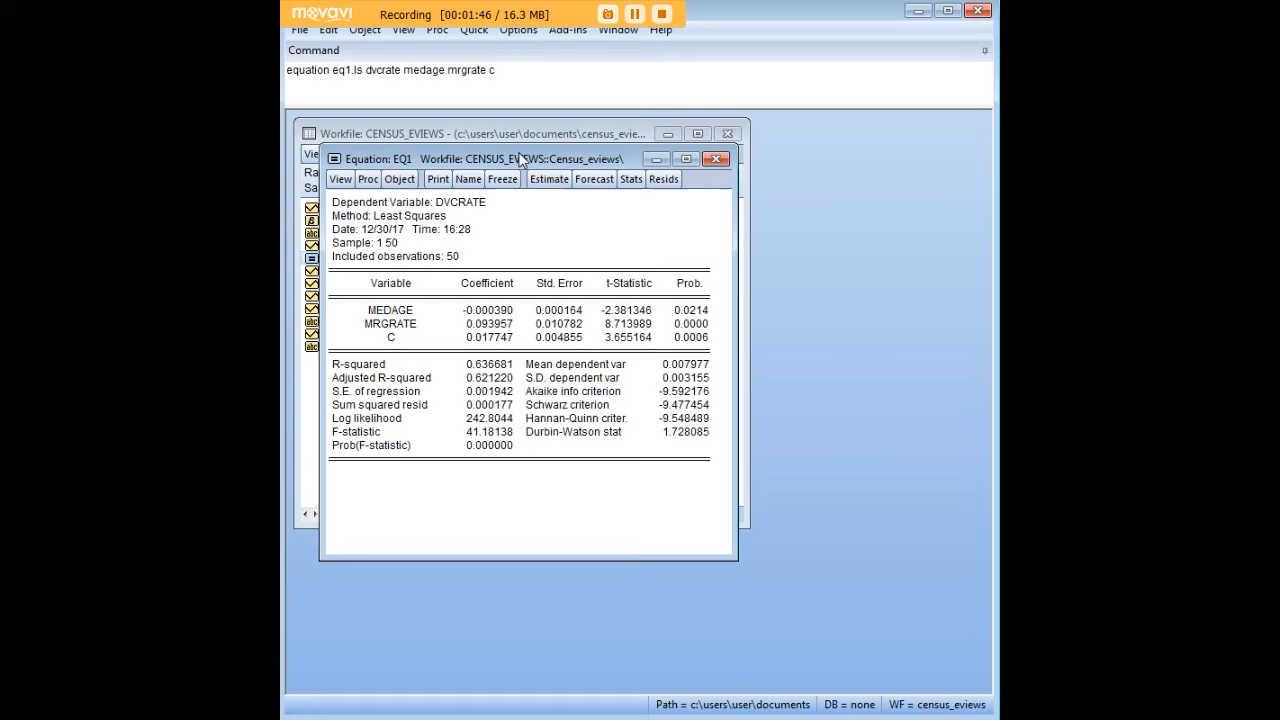 movavi Recording [00:01:46 / 16.3 MB]
File Edit Object View Proc Quick Options Add-ins Window Help
Command
equation eq1.ls dvcrate medage mrgrate c
Workfile: CENSUS_EVIEWS - (c:\users\user\documents\census_evie...
Vie
Equation: EQ1 Workfile: CENSUS_EVIEWS::Census_eviews\
Ra
Sa
View Proc Object Print Name Freeze Estimate Forecast Stats Resids
Dependent Variable: DVCRATE
Method: Least Squares
Date: 12/30/17 Time: 16:28
Sample: 1 50
Included observations: 50
Variable Coefficient Std. Error t-Statistic Prob.
MEDAGE -0.000390 0.000164 -2.381346 0.0214
MRGRATE 0.093957 0.010782 8.713989 0.0000
C 0.017747 0.004855 3.655164 0.0006
R-squared 0.636681 Mean dependent var 0.007977
Adjusted R-squared 0.621220 S.D. dependent var 0.003155
S.E. of regression 0.001942 Akaike info criterion -9.592176
Sum squared resid 0.000177 Schwarz criterion -9.477454
Log likelihood 242.8044 Hannan-Quinn criter. -9.548489
F-statistic 41.18138 Durbin-Watson stat 1.728085
Prob(F-statistic) 0.000000
β
abc
abc
abc
Path = c:\users\user\documents DB = none WF = census_eviews